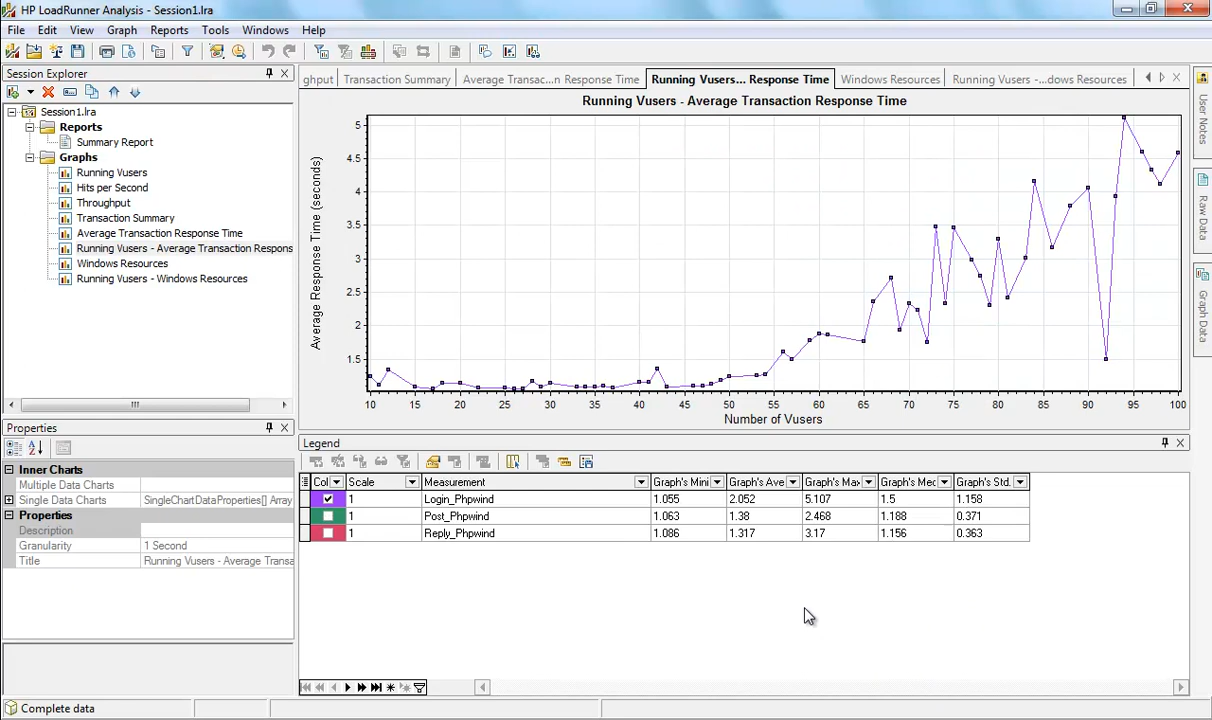 HP LoadRunner Analysis - Session1.lra
File Edit View Graph Reports Tools Windows Help
Session Explorer
Session1.lra
Reports
Summary Report
Graphs
Running Vusers
Hits per Second
Throughput
Transaction Summary
Average Transaction Response Time
Running Vusers - Average Transaction Respons
Windows Resources
Running Vusers - Windows Resources
Properties
Inner Charts
Multiple Data Charts
Single Data Charts SingleChartDataProperties[] Array
Properties
Description
Granularity 1 Second
Title Running Vusers - Average Transa
ghput Transaction Summary Average Transac...n Response Time Running Vusers... Response Time Windows Resources Running Vusers -...dows Resources
Running Vusers - Average Transaction Response Time
Average Response Time (seconds)
5
4.5
4
3.5
3
2.5
2
1.5
10 15 20 25 30 35 40 45 50 55 60 65 70 75 80 85 90 95 100
Number of Vusers
Legend
Col Scale Measurement Graph's Mini Graph's Ave Graph's Max Graph's Med Graph's Std.
1 Login_Phpwind 1.055 2.052 5.107 1.5 1.158
1 Post_Phpwind 1.063 1.38 2.468 1.188 0.371
1 Reply_Phpwind 1.086 1.317 3.17 1.156 0.363
User Notes
Raw Data
Graph Data
Complete data